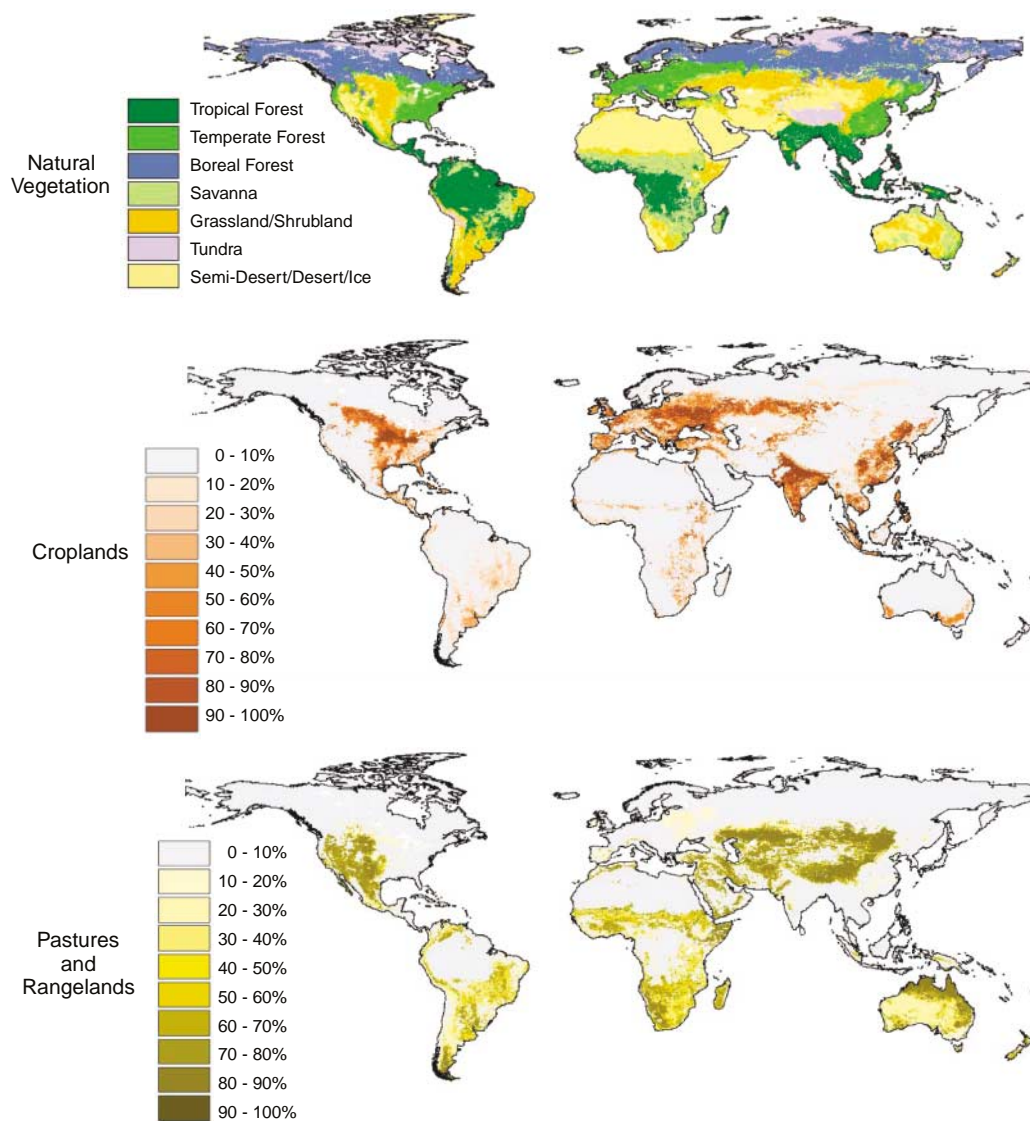 Natural
Vegetation
Tropical Forest
Temperate Forest
Boreal Forest
Savanna
Grassland/Shrubland
Tundra
Semi-Desert/Desert/Ice
Croplands
0 - 10%
10 - 20%
20 - 30%
30 - 40%
40 - 50%
50 - 60%
60 - 70%
70 - 80%
80 - 90%
90 - 100%
Pastures
and
Rangelands
0 - 10%
10 - 20%
20 - 30%
30 - 40%
40 - 50%
50 - 60%
60 - 70%
70 - 80%
80 - 90%
90 - 100%